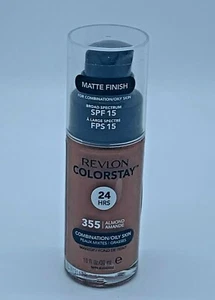 MATTE FINISH
FOR COMBINATION/OILY SKIN
BROAD SPECTRUM
SPF 15
À LARGE SPECTRE
FPS 15
REVLON
COLORSTAY™
24
HRS
355 ALMOND
AMANDE
COMBINATION/OILY SKIN
PEAUX MIXTES / GRASSES